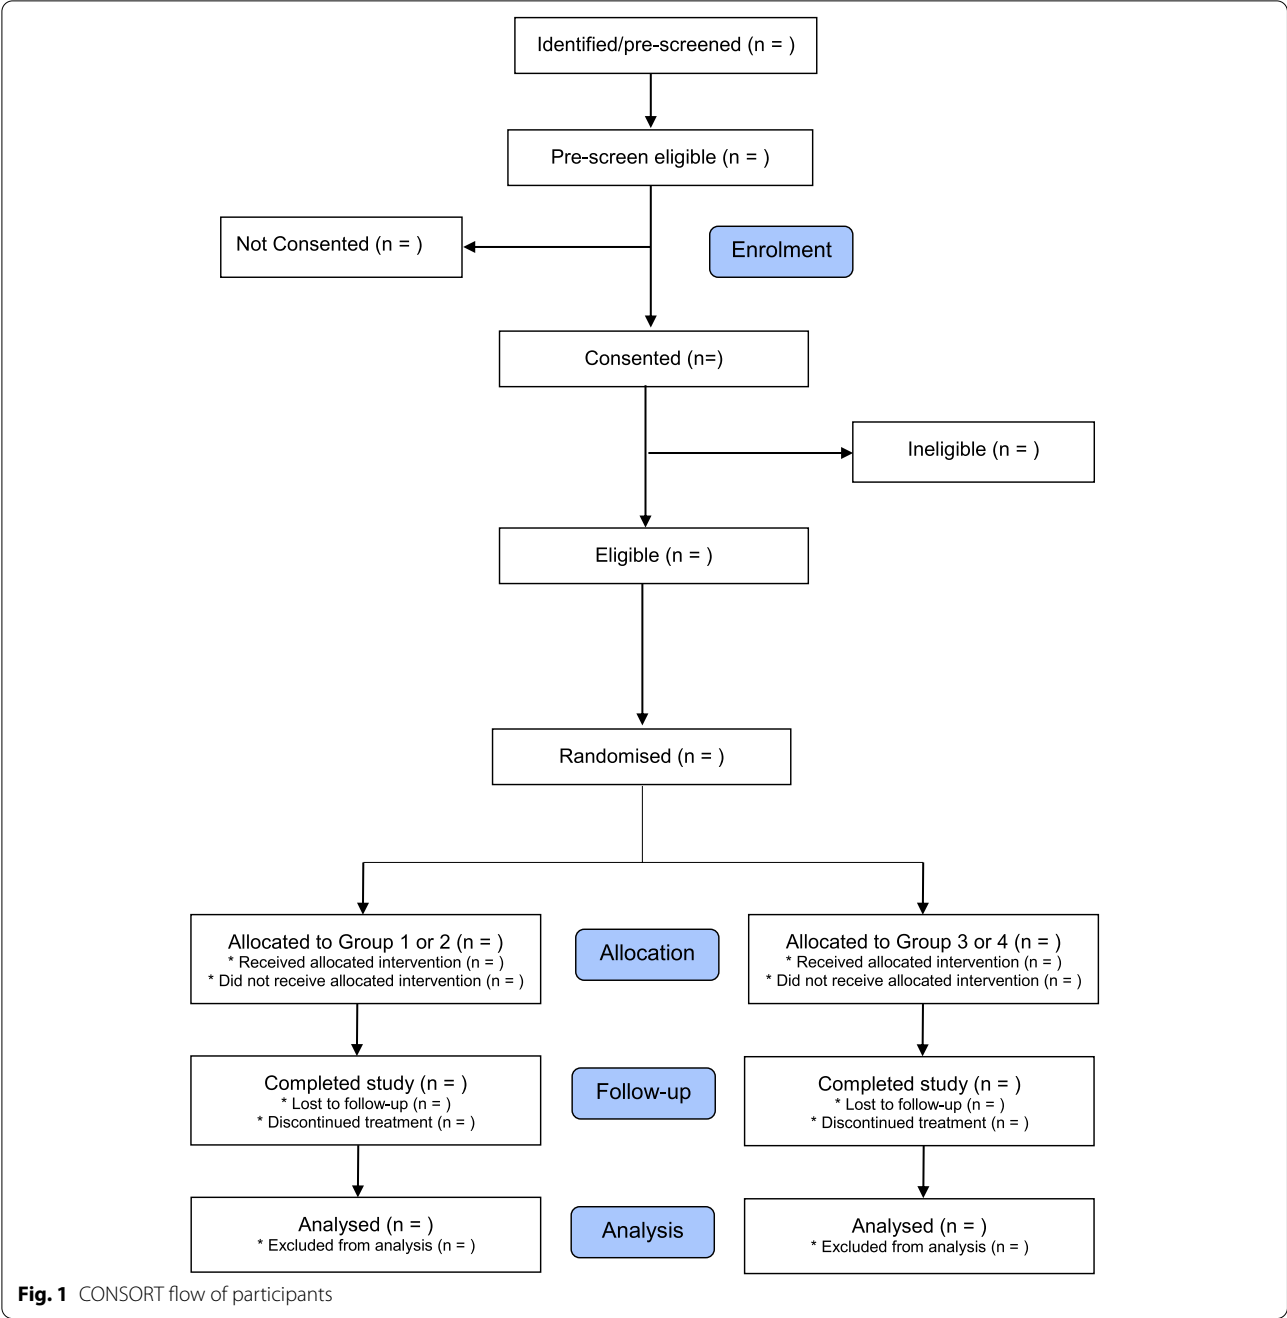 Identified/pre-screened (n = )
Pre-screen eligible (n = )
Not Consented (n = )
Enrolment
Consented (n=)
Ineligible (n = )
Eligible (n = )
Randomised (n = )
Allocated to Group 1 or 2 (n = )
* Received allocated intervention (n = )
* Did not receive allocated intervention (n = )
Allocation
Allocated to Group 3 or 4 (n = )
* Received allocated intervention (n = )
* Did not receive allocated intervention (n = )
Completed study (n = )
* Lost to follow-up (n = )
* Discontinued treatment (n = )
Follow-up
Completed study (n = )
* Lost to follow-up (n = )
* Discontinued treatment (n = )
Analysed (n = )
* Excluded from analysis (n = )
Analysis
Analysed (n = )
* Excluded from analysis (n = )
Fig. 1 CONSORT flow of participants